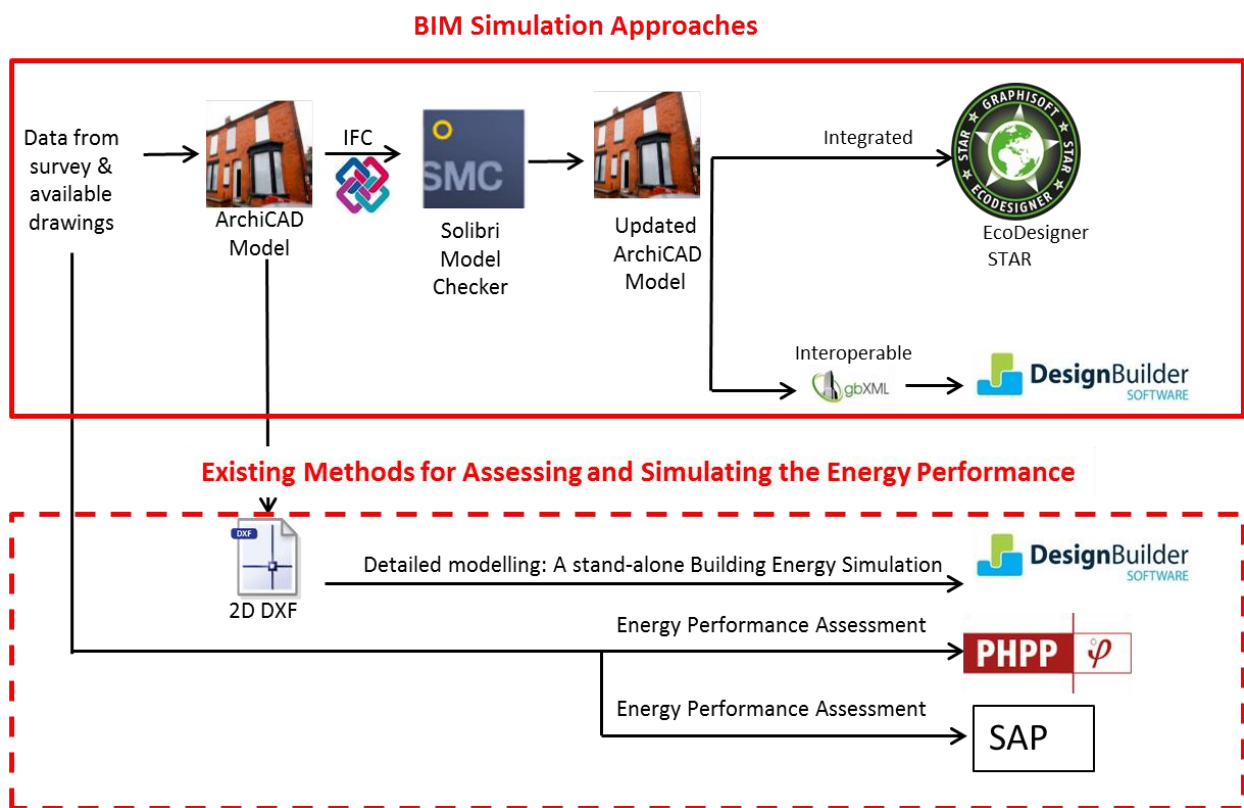 BIM Simulation Approaches
Data from
survey &
available
drawings
ArchiCAD
Model
IFC
SMC
Solibri
Model
Checker
Updated
ArchiCAD
Model
Integrated
STAR ★ GRAPHISOFT ★ STAR ★ ECODESIGNER ★
EcoDesigner
STAR
Interoperable
gbXML
DesignBuilder
SOFTWARE
Existing Methods for Assessing and Simulating the Energy Performance
DXF
2D DXF
Detailed modelling: A stand-alone Building Energy Simulation
DesignBuilder
SOFTWARE
Energy Performance Assessment
PHPP
φ
Energy Performance Assessment
SAP